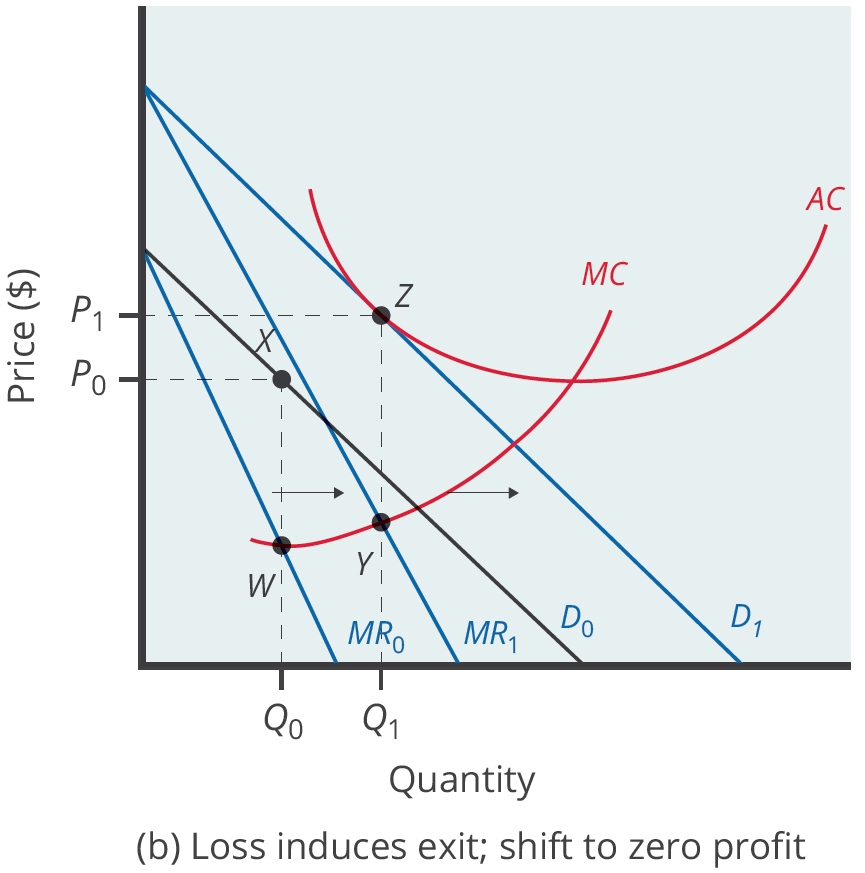 AC
MC
Z
P1
X
P0
Price ($)
Y
W
MR0
MR1
D0
D1
Q0
Q1
Quantity
(b) Loss induces exit; shift to zero profit